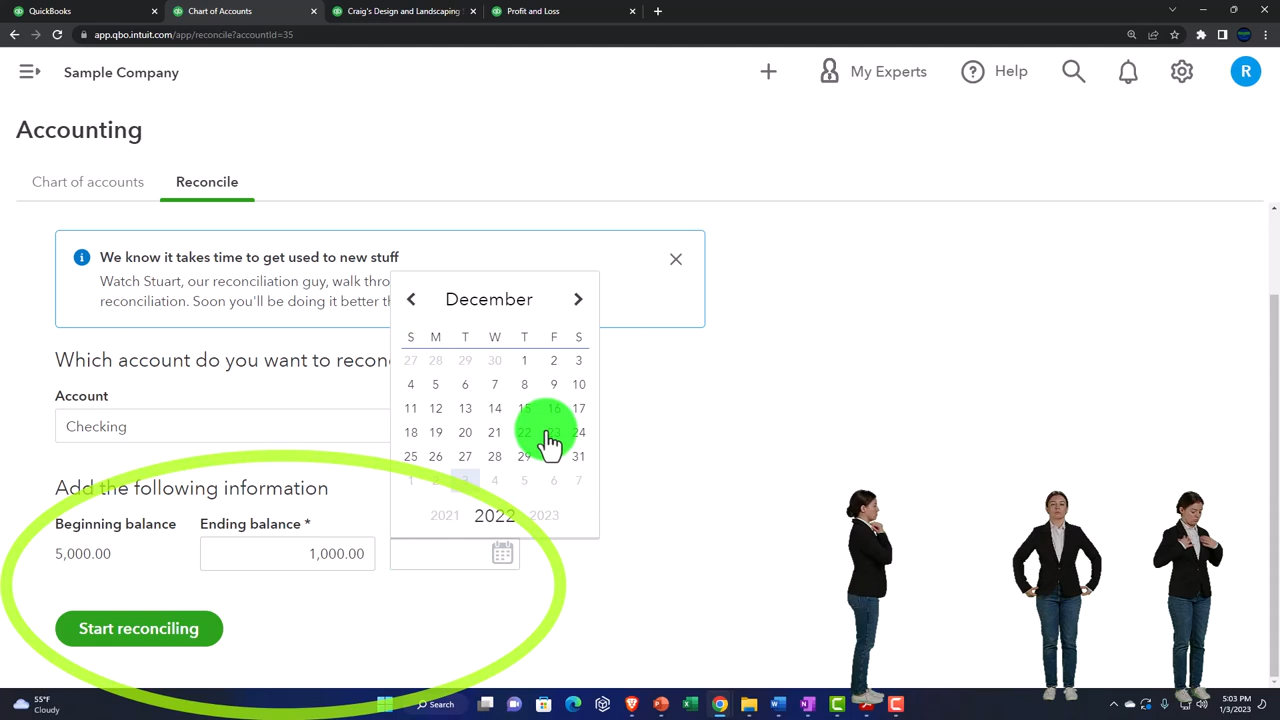 QuickBooks
Chart of Accounts
Craig's Design and Landscaping
Profit and Loss
app.qbo.intuit.com/app/reconcile?accountId=35
Sample Company
My Experts
Help
R
Accounting
Chart of accounts
Reconcile
We know it takes time to get used to new stuff
Watch Stuart, our reconciliation guy, walk
reconciliation. Soon you'll be doing it better
December
S M T W T F S
27 28 29 30 1 2 3
4 5 6 7 8 9 10
11 12 13 14 15 16 17
18 19 20 21 22 23 24
25 26 27 28 29 31
1 2 3 4 5 6 7
2021 2022 2023
Which account do you want to
Account
Checking
Add the following information
Beginning balance
Ending balance *
5,000.00
1,000.00
Start reconciling
55°F
Cloudy
Search
5:03 PM
1/3/2023